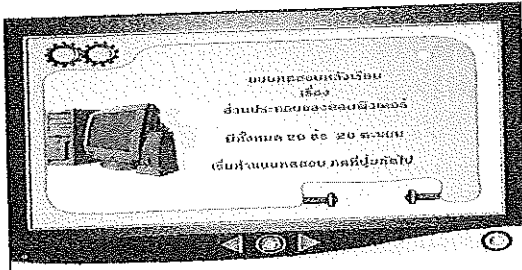 แบบทดสอบหลังเรียน
เรื่อง
ส่วนประกอบของคอมพิวเตอร์
มีทั้งหมด 20 ข้อ 20 คะแนน
เริ่มทำแบบทดสอบ กดที่ปุ่มถัดไป